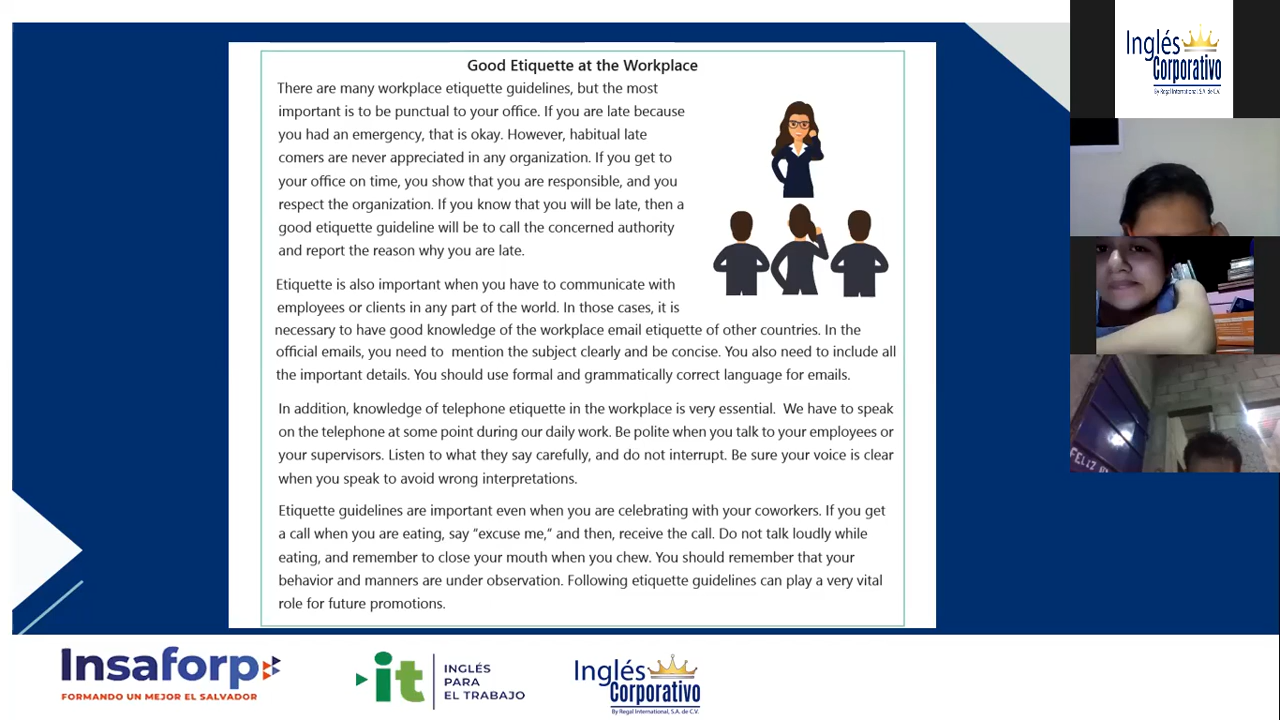 Good Etiquette at the Workplace
There are many workplace etiquette guidelines, but the most
important is to be punctual to your office. If you are late because
you had an emergency, that is okay. However, habitual late
comers are never appreciated in any organization. If you get to
your office on time, you show that you are responsible, and you
respect the organization. If you know that you will be late, then a
good etiquette guideline will be to call the concerned authority
and report the reason why you are late.
Etiquette is also important when you have to communicate with
employees or clients in any part of the world. In those cases, it is
necessary to have good knowledge of the workplace email etiquette of other countries. In the
official emails, you need to mention the subject clearly and be concise. You also need to include all
the important details. You should use formal and grammatically correct language for emails.
In addition, knowledge of telephone etiquette in the workplace is very essential. We have to speak
on the telephone at some point during our daily work. Be polite when you talk to your employees or
your supervisors. Listen to what they say carefully, and do not interrupt. Be sure your voice is clear
when you speak to avoid wrong interpretations.
Etiquette guidelines are important even when you are celebrating with your coworkers. If you get
a call when you are eating, say “excuse me,“ and then, receive the call. Do not talk loudly while
eating, and remember to close your mouth when you chew. You should remember that your
behavior and manners are under observation. Following etiquette guidelines can play a very vital
role for future promotions.
Insaforp
FORMANDO UN MEJOR EL SALVADOR
it
INGLÉS
PARA
EL TRABAJO
Inglés
Corporativo
By Regal International, S.A. de C.V.
Inglés
Corporativo
By Regal International, S.A. de C.V.